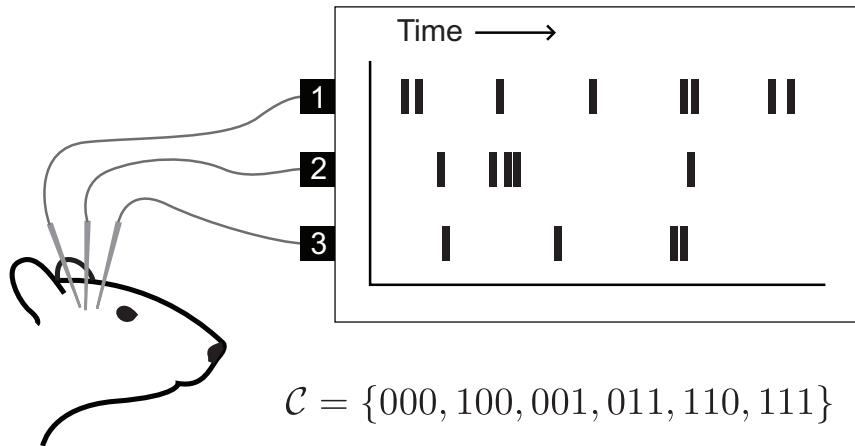 Time
1
2
3
𝒞 = {000, 100, 001, 011, 110, 111}